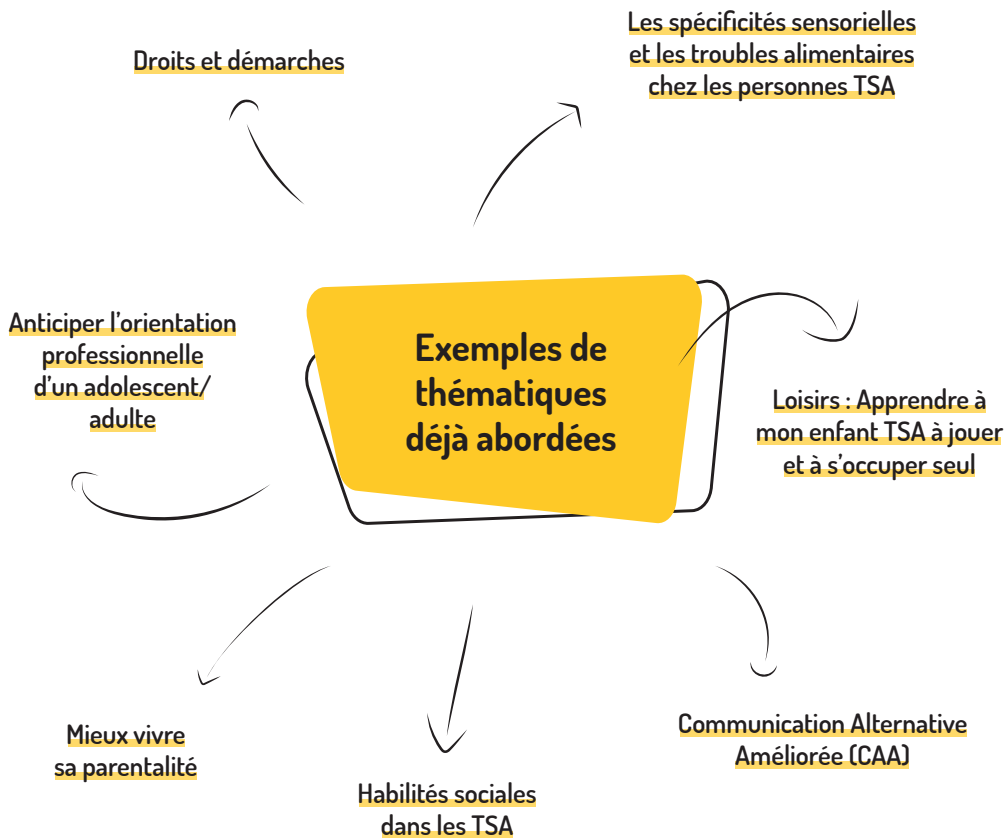 Droits et démarches
Les spécificités sensorielles
et les troubles alimentaires
chez les personnes TSA
Anticiper l'orientation
professionnelle
d'un adolescent/
adulte
Exemples de
thématiques
déjà abordées
Loisirs : Apprendre à
mon enfant TSA à jouer
et à s'occuper seul
Mieux vivre
sa parentalité
Habilités sociales
dans les TSA
Communication Alternative
Améliorée (CAA)